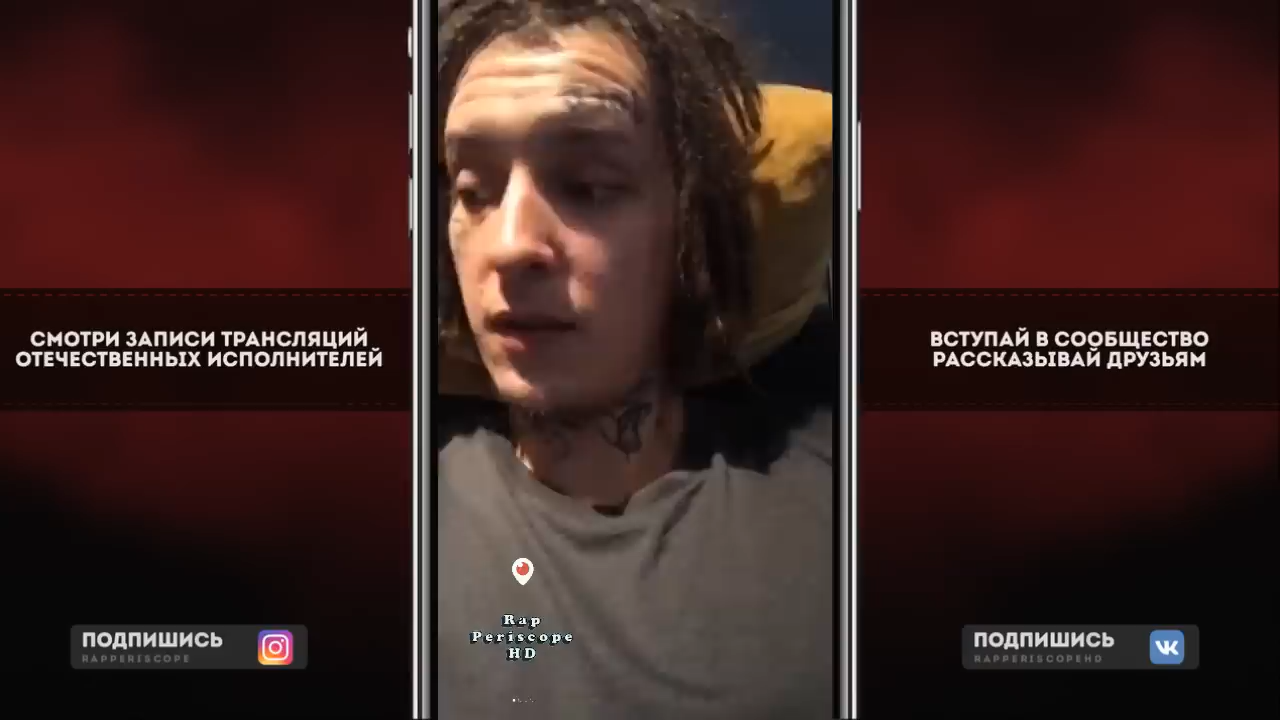 СМОТРИ ЗАПИСИ ТРАНСЛЯЦИЙ
ОТЕЧЕСТВЕННЫХ ИСПОЛНИТЕЛЕЙ
ВСТУПАЙ В СООБЩЕСТВО
РАССКАЗЫВАЙ ДРУЗЬЯМ
Rap
Periscope
HD
ПОДПИШИСЬ
RAPPERISCOPE
ПОДПИШИСЬ
RAPPERISCOPEHD